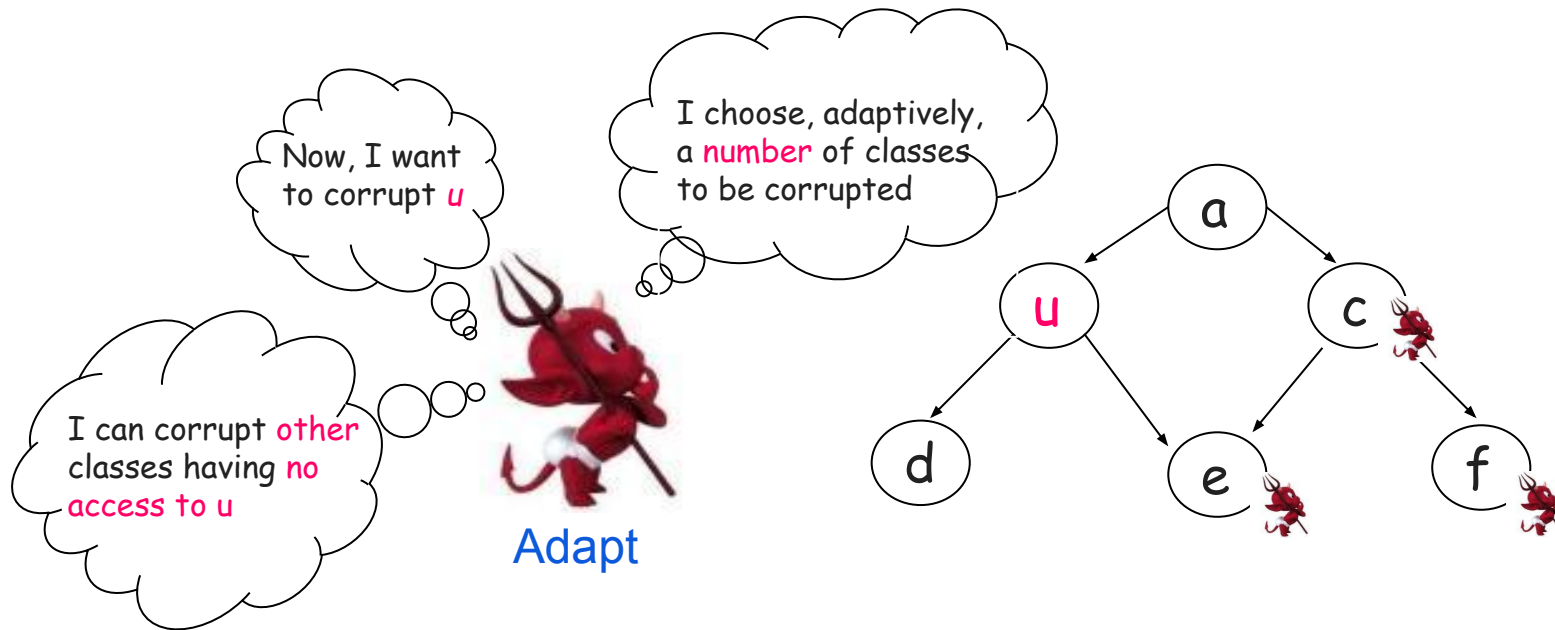 I choose, adaptively,
a number of classes
to be corrupted
Now, I want
to corrupt u
I can corrupt other
classes having no
access to u
Adapt
a
u
c
d
e
f